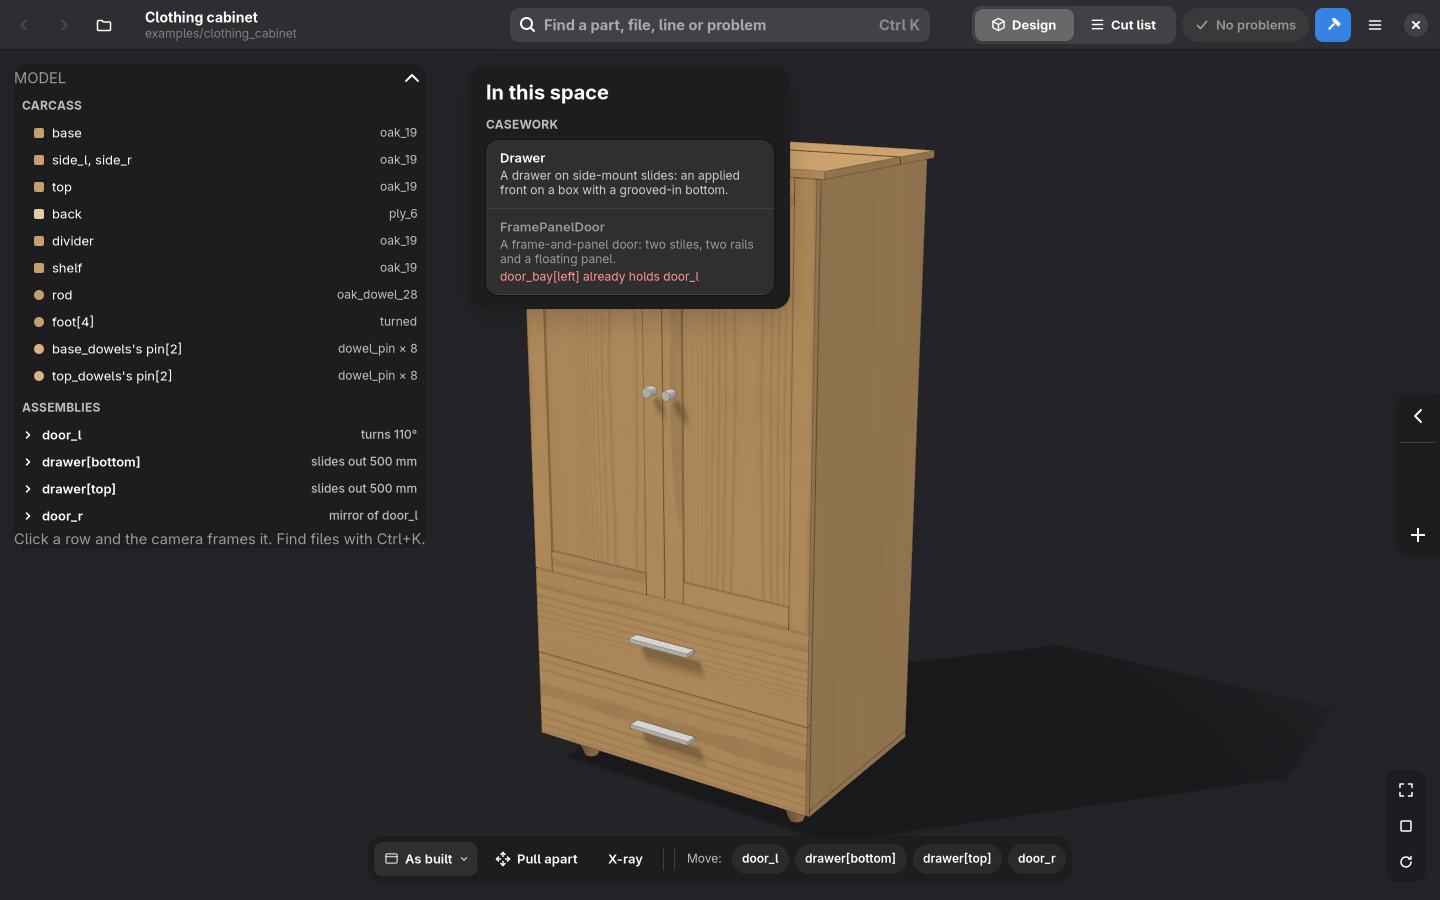 Clothing cabinet
examples/clothing_cabinet
Find a part, file, line or problem
Ctrl K
Design
Cut list
No problems
MODEL
CARCASS
base oak_19
side_l, side_r oak_19
top oak_19
back ply_6
divider oak_19
shelf oak_19
rod oak_dowel_28
foot[4] turned
base_dowels's pin[2] dowel_pin × 8
top_dowels's pin[2] dowel_pin × 8
ASSEMBLIES
door_l turns 110°
drawer[bottom] slides out 500 mm
drawer[top] slides out 500 mm
door_r mirror of door_l
Click a row and the camera frames it. Find files with Ctrl+K.
In this space
CASEWORK
Drawer
A drawer on side-mount slides: an applied
front on a box with a grooved-in bottom.
FramePanelDoor
A frame-and-panel door: two stiles, two rails
and a floating panel.
door_bay[left] already holds door_l
As built
Pull apart
X-ray
Move:
door_l
drawer[bottom]
drawer[top]
door_r